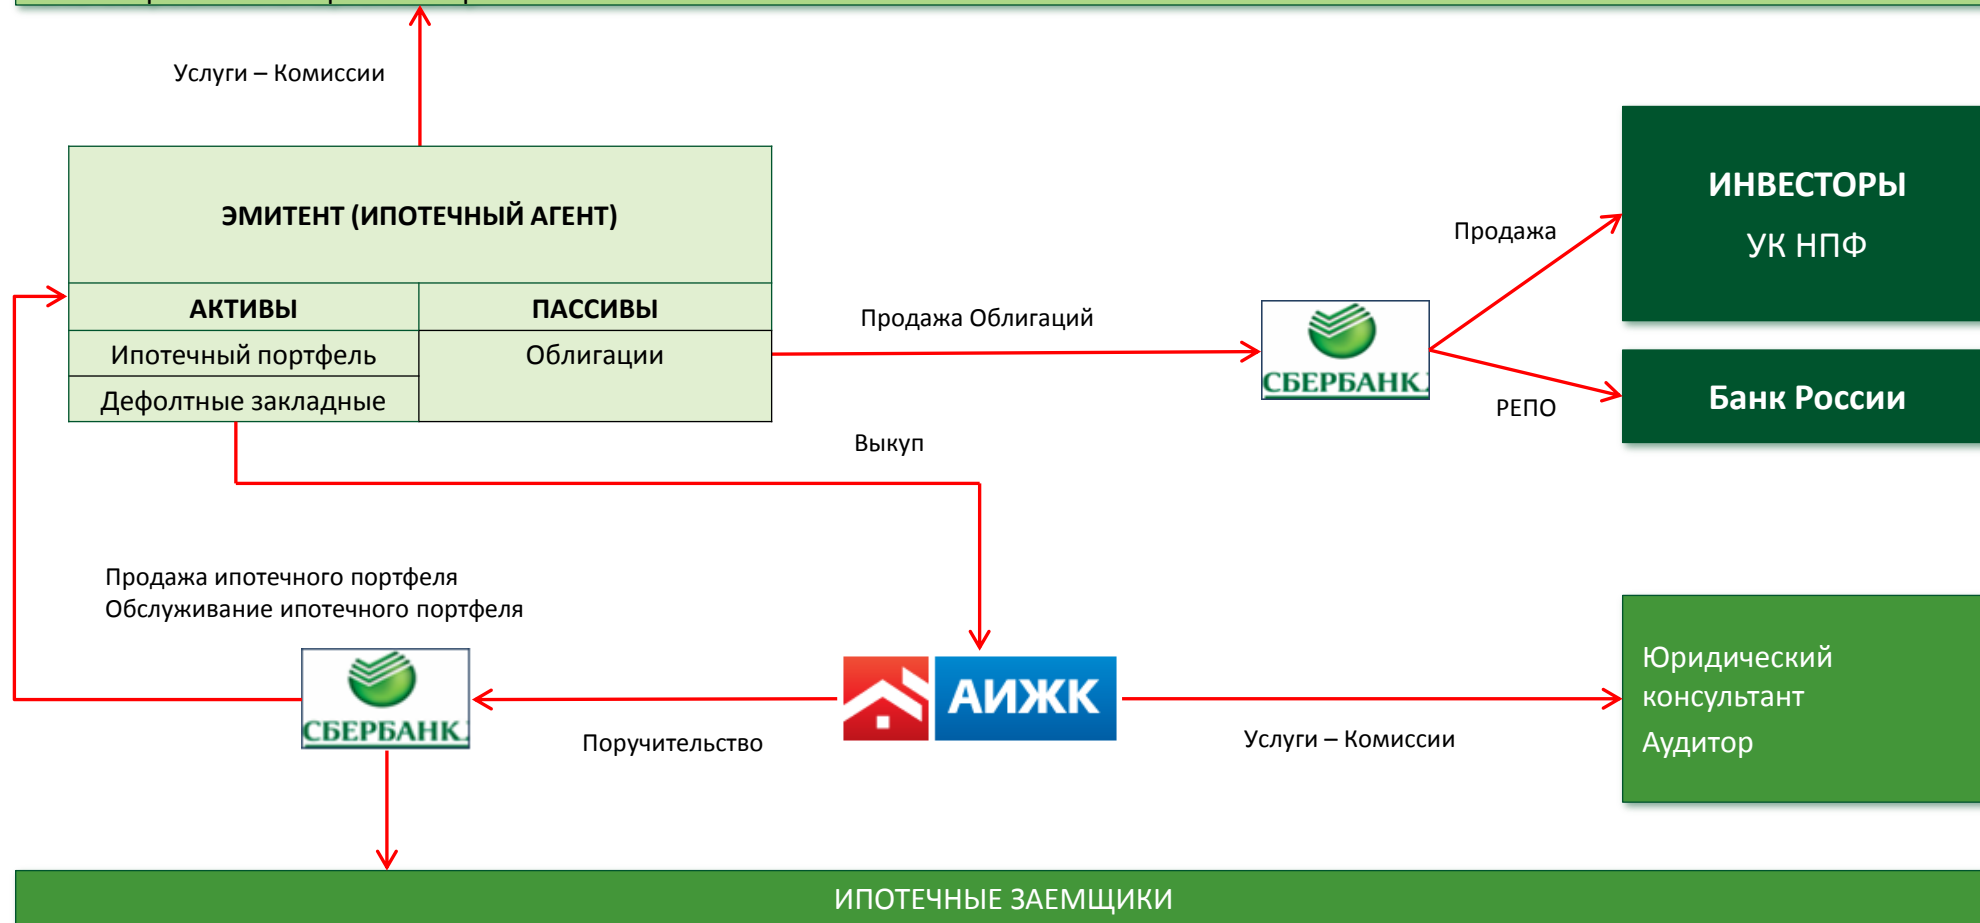 Услуги – Комиссии
ЭМИТЕНТ (ИПОТЕЧНЫЙ АГЕНТ)
АКТИВЫ ПАССИВЫ
Ипотечный портфель Облигации
Дефолтные закладные
Продажа Облигаций
СБЕРБАНК
Продажа
РЕПО
ИНВЕСТОРЫ
УК НПФ
Банк России
Выкуп
Продажа ипотечного портфеля
Обслуживание ипотечного портфеля
СБЕРБАНК
Поручительство
АИЖК
Услуги – Комиссии
Юридический
консультант
Аудитор
ИПОТЕЧНЫЕ ЗАЕМЩИКИ